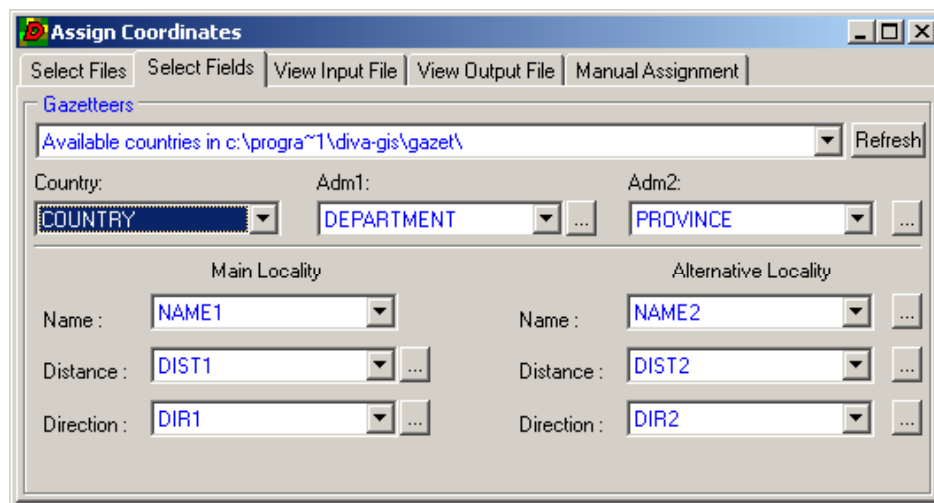 Assign Coordinates
Select Files Select Fields View Input File View Output File Manual Assignment
Gazetteers
Available countries in c:\progra~1\diva-gis\gazet\ Refresh
Country: Adm1: Adm2:
COUNTRY DEPARTMENT ... PROVINCE ...
Main Locality Alternative Locality
Name : NAME1 Name : NAME2 ...
Distance : DIST1 ... Distance : DIST2 ...
Direction : DIR1 ... Direction : DIR2 ...